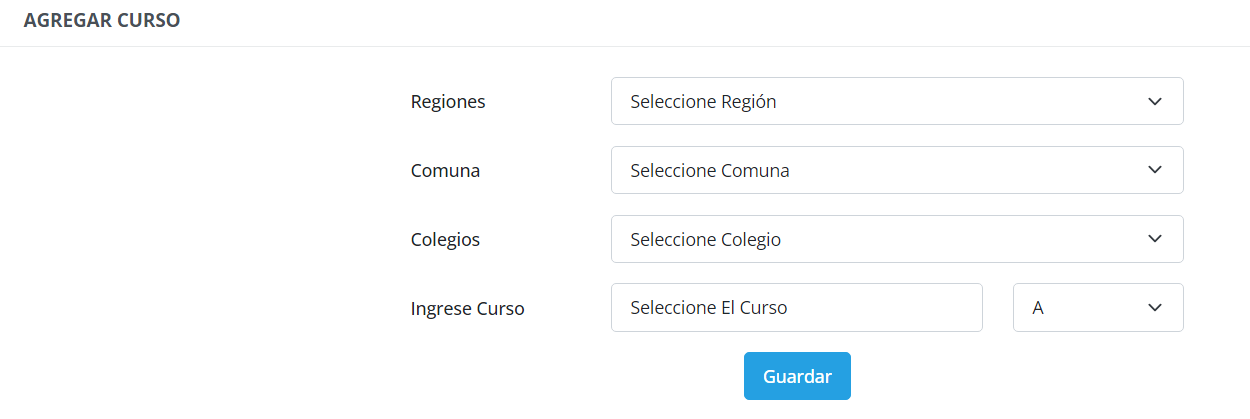 AGREGAR CURSO
Regiones Seleccione Región
Comuna Seleccione Comuna
Colegios Seleccione Colegio
Ingrese Curso Seleccione El Curso A
Guardar